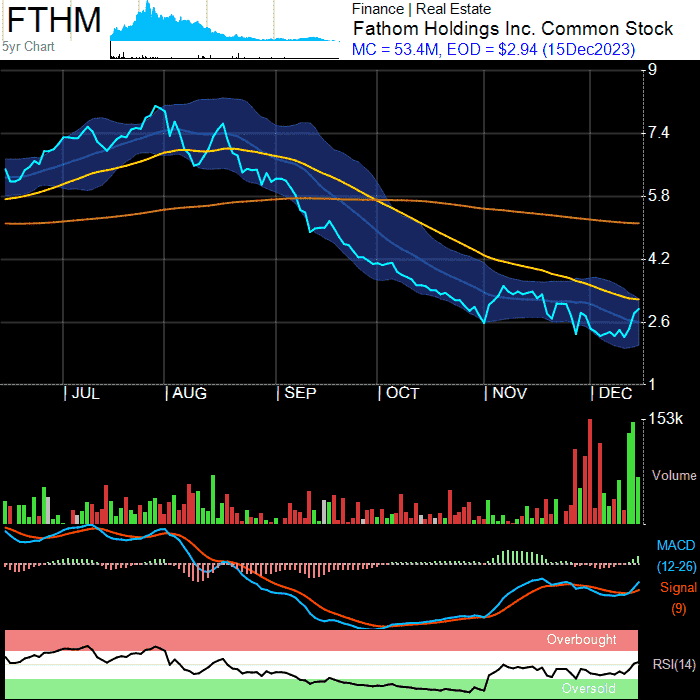 FTHM
5yr Chart
Finance | Real Estate
Fathom Holdings Inc. Common Stock
MC = 53.4M, EOD = $2.94 (15Dec2023)
9
7.4
5.8
4.2
2.6
1
| JUL | AUG | SEP | OCT | NOV | DEC
153k
Volume
MACD
(12-26)
Signal
(9)
Overbought
RSI(14)
Oversold